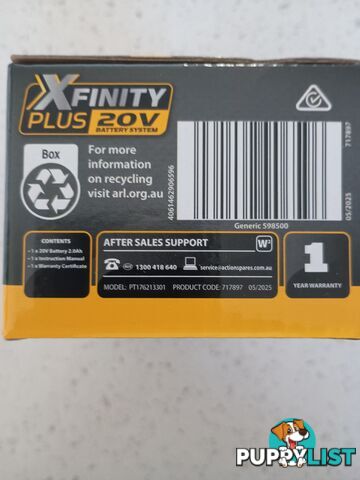 XFINITY
PLUS 20V
BATTERY SYSTEM
Box
For more
information
on recycling
visit arl.org.au
4061462906596
Generic 598500
717897
05/2025
CONTENTS
- 1 x 20V Battery 2.0Ah
- 1 x Instruction Manual
- 1 x Warranty Certificate
AFTER SALES SUPPORT
W³
AU 1300 418 640 service@actionspares.com.au
MODEL: PT176213301 PRODUCT CODE: 717897 05/2025
1
YEAR WARRANTY
PUPPYLIST